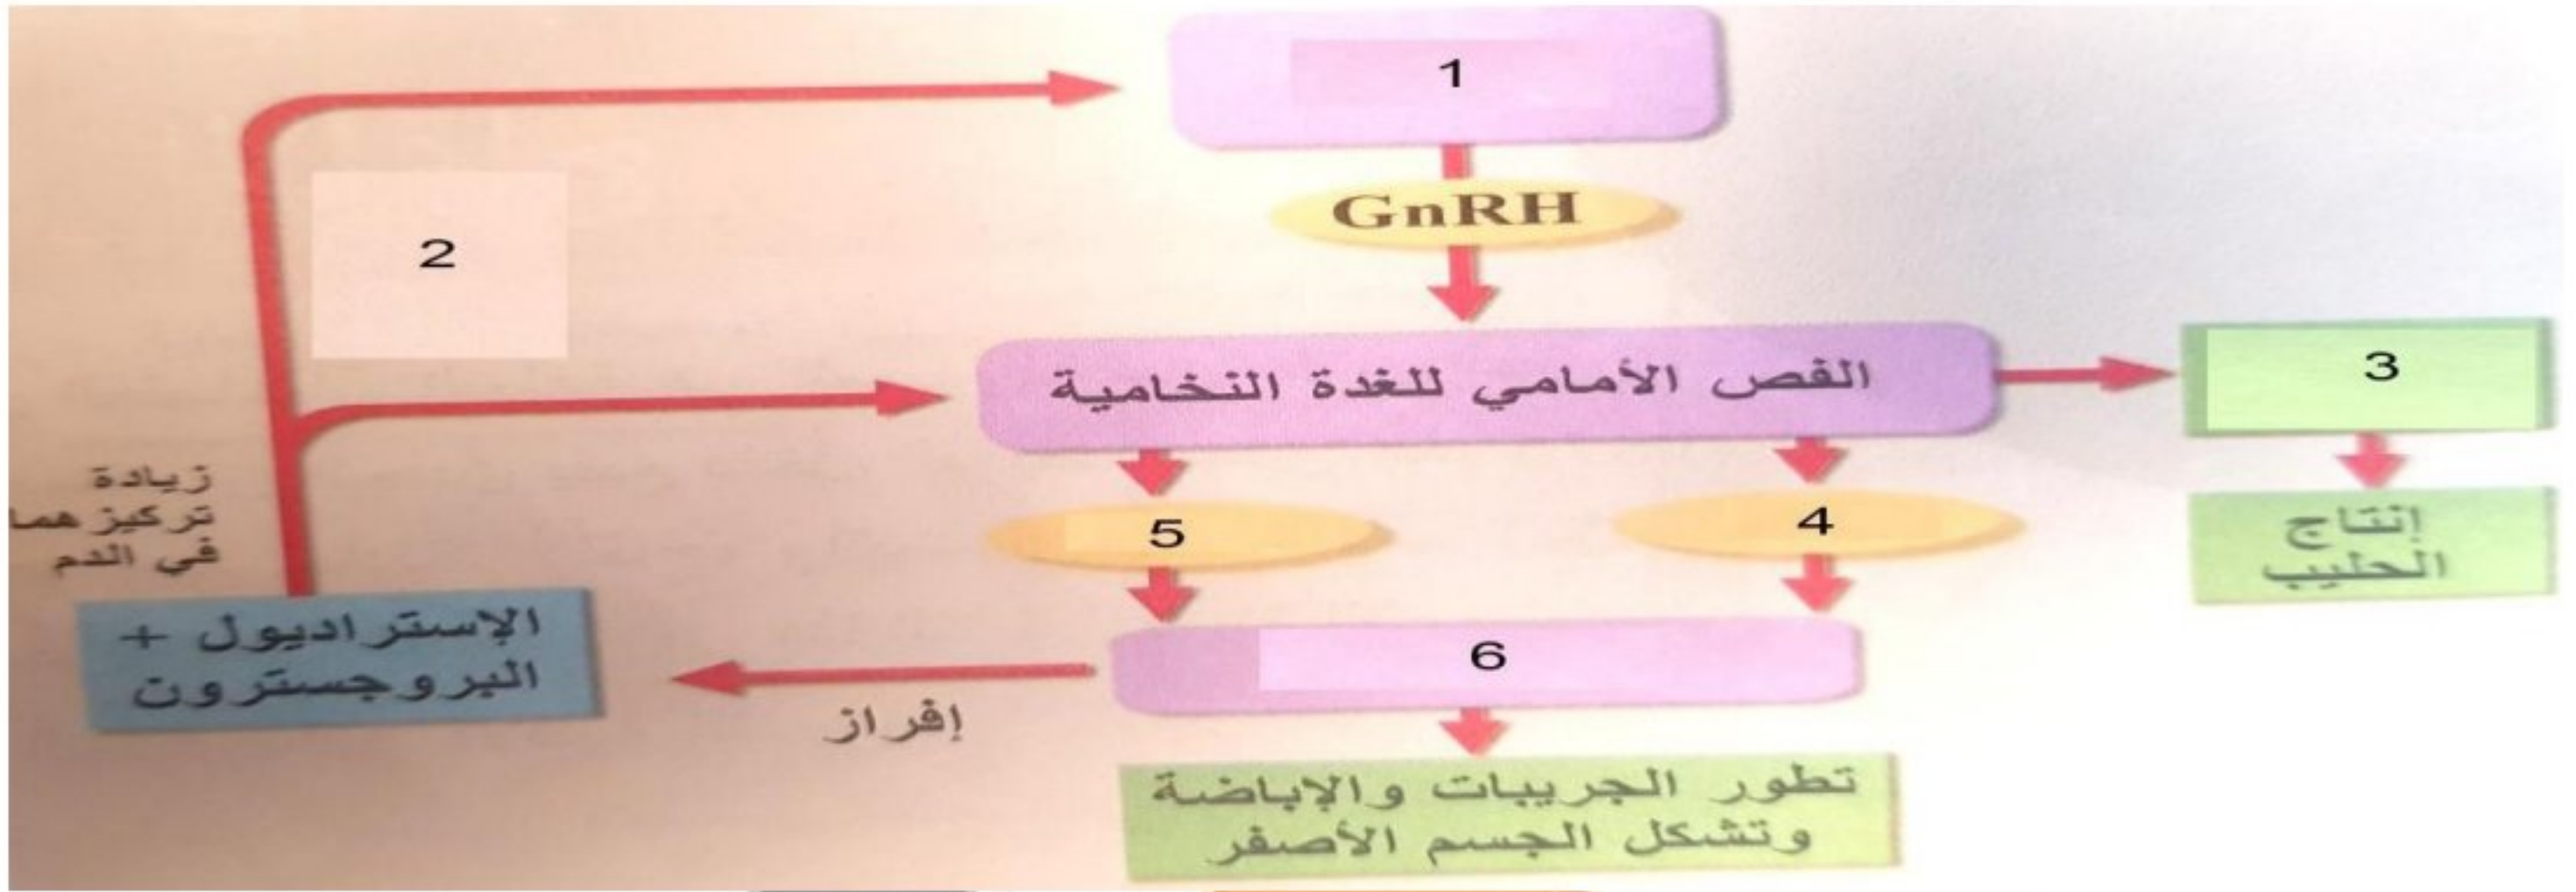 1
GnRH
2
الفص الأمامي للغدة النخامية
3
زيادة
تركيزهما
في الدم
5
4
إنتاج
الحليب
الإستراديول +
البروجسترون
إفراز
6
تطور الجريبات والإباضة
وتشكل الجسم الأصفر